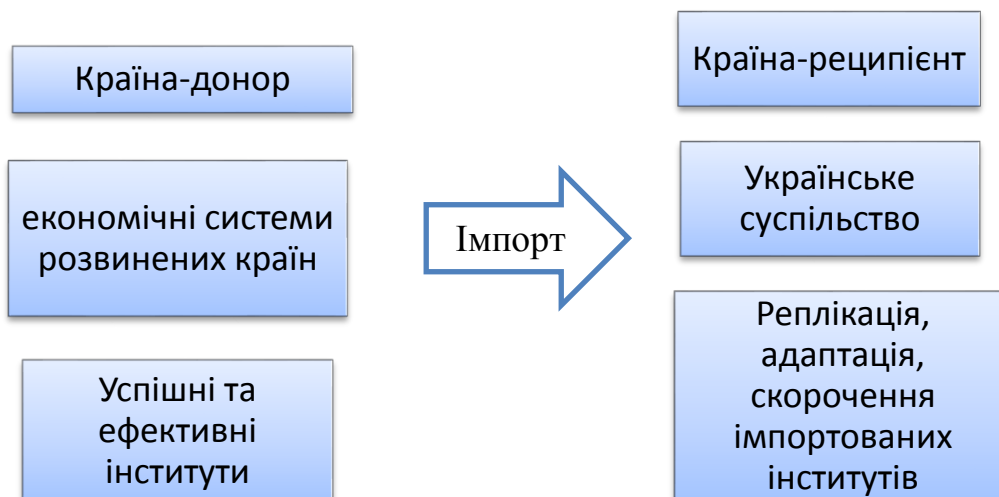 Країна-донор
економічні системи
розвинених країн
Успішні та
ефективні
інститути
Імпорт
Країна-реципієнт
Українське
суспільство
Реплікація,
адаптація,
скорочення
імпортованих
інститутів